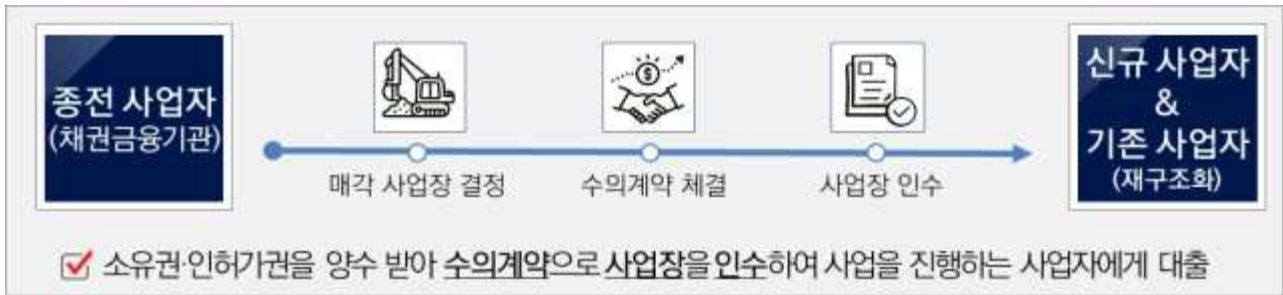 종전 사업자
(채권금융기관)
매각 사업장 결정
수의계약 체결
사업장 인수
신규 사업자
&
기존 사업자
(재구조화)
소유권·인허가권을 양수 받아 수의계약으로 사업장을 인수하여 사업을 진행하는 사업자에게 대출